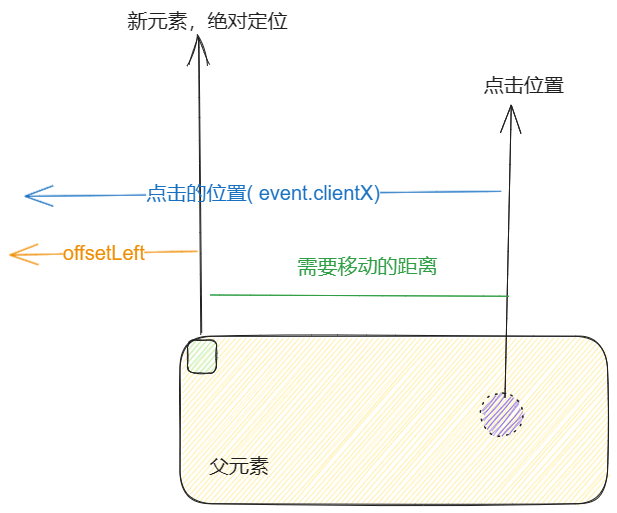 新元素，绝对定位
点击位置
点击的位置( event.clientX)
offsetLeft
需要移动的距离
父元素